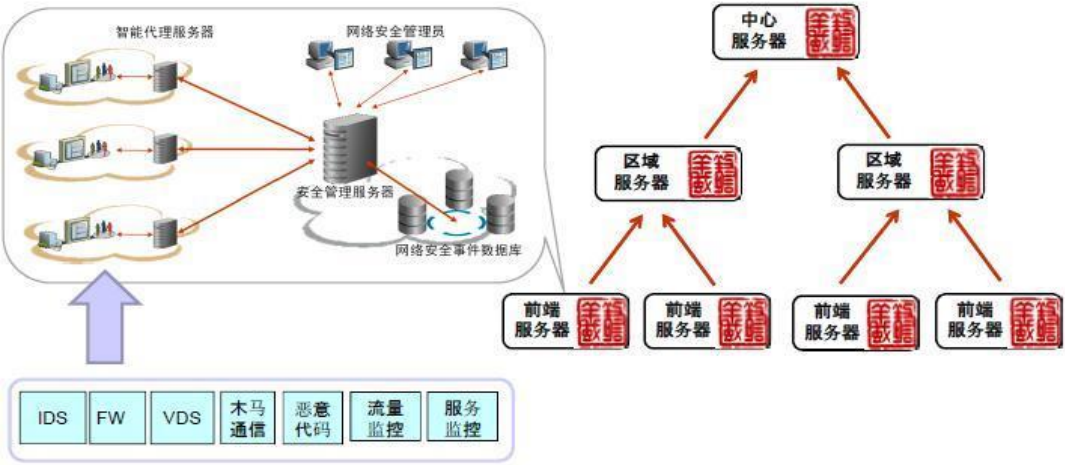 智能代理服务器
网络安全管理员
安全管理服务器
网络安全事件数据库
IDS
FW
VDS
木马
通信
恶意
代码
流量
监控
服务
监控
中心
服务器
区域
服务器
区域
服务器
前端
服务器
前端
服务器
前端
服务器
前端
服务器